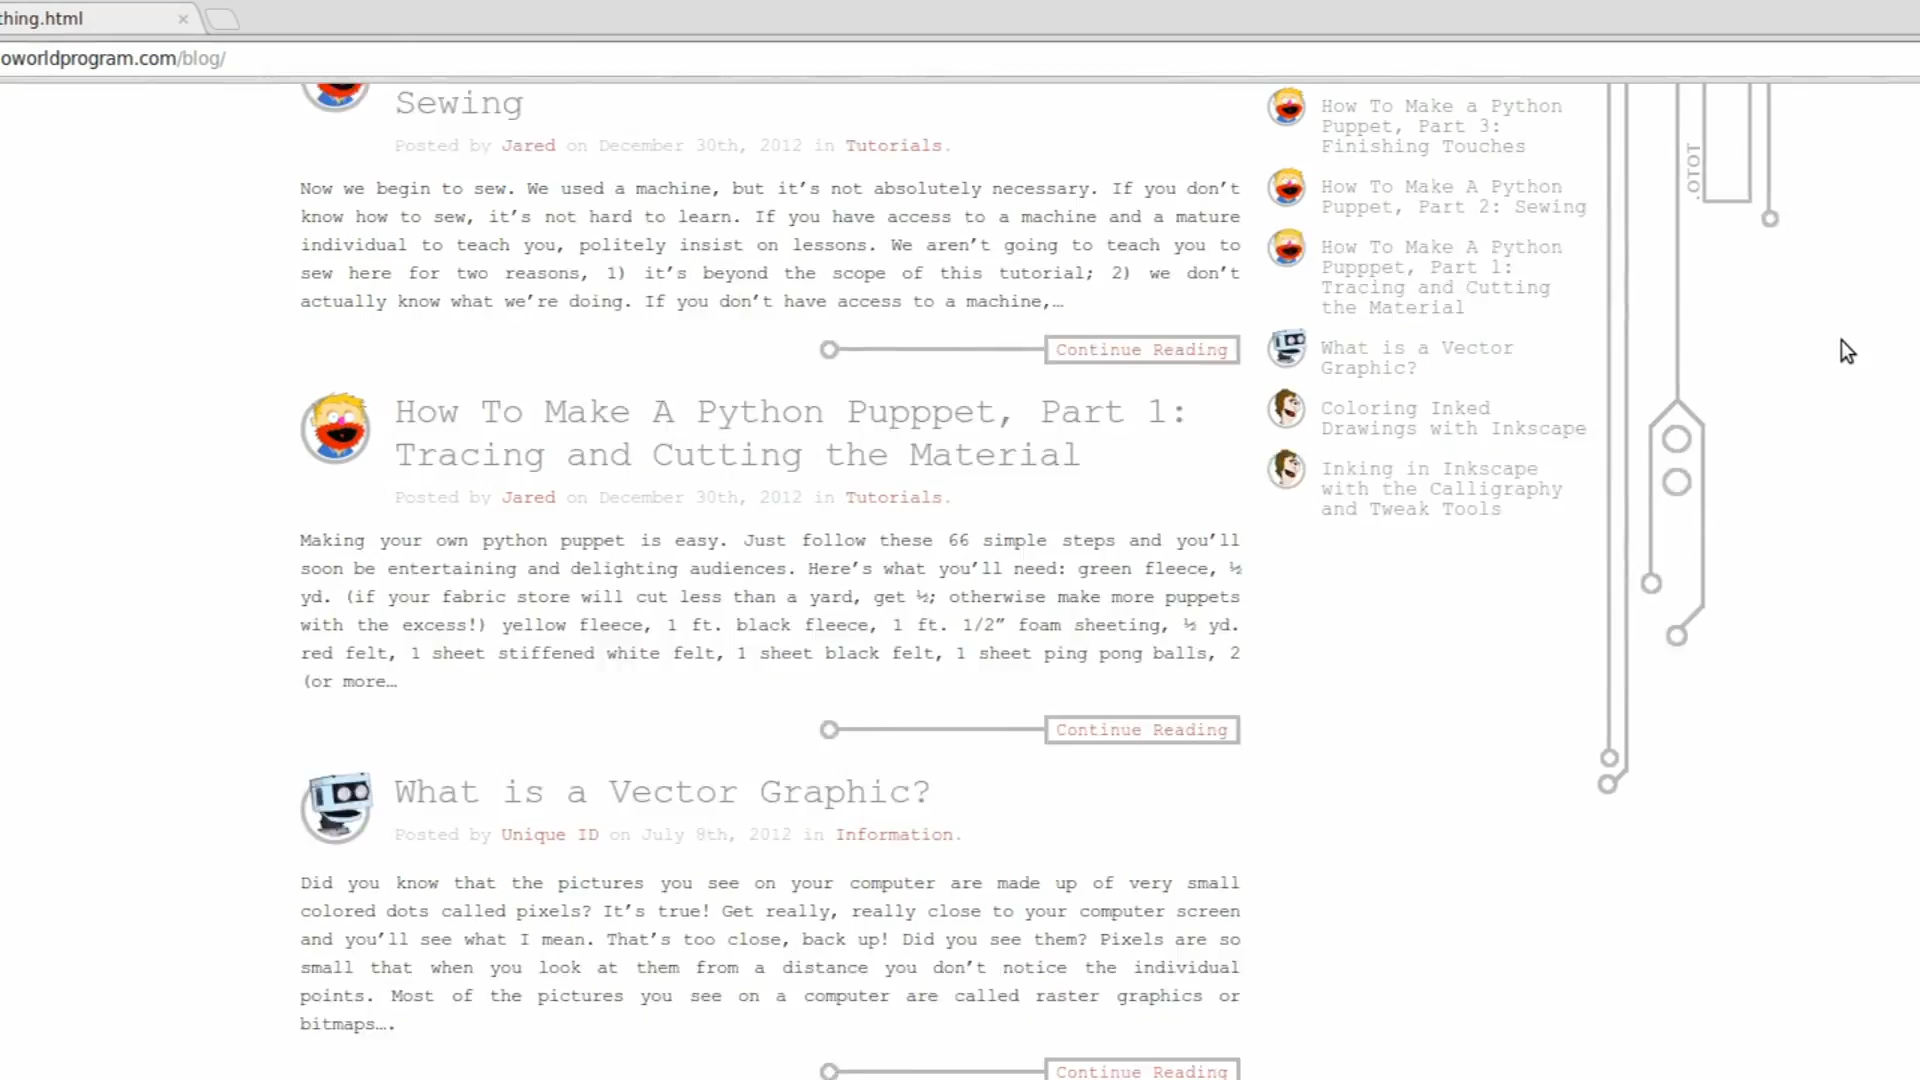 thing.html
oworldprogram.com/blog/
Sewing
Posted by Jared on December 30th, 2012 in Tutorials.
Now we begin to sew. We used a machine, but it's not absolutely necessary. If you don't
know how to sew, it's not hard to learn. If you have access to a machine and a mature
individual to teach you, politely insist on lessons. We aren't going to teach you to
sew here for two reasons, 1) it's beyond the scope of this tutorial; 2) we don't
actually know what we're doing. If you don't have access to a machine,…
Continue Reading
How To Make A Python Pupppet, Part 1:
Tracing and Cutting the Material
Posted by Jared on December 30th, 2012 in Tutorials.
Making your own python puppet is easy. Just follow these 66 simple steps and you'll
soon be entertaining and delighting audiences. Here's what you'll need: green fleece, ½
yd. (if your fabric store will cut less than a yard, get ½; otherwise make more puppets
with the excess!) yellow fleece, 1 ft. black fleece, 1 ft. 1/2″ foam sheeting, ½ yd.
red felt, 1 sheet stiffened white felt, 1 sheet black felt, 1 sheet ping pong balls, 2
(or more…
Continue Reading
What is a Vector Graphic?
Posted by Unique ID on July 8th, 2012 in Information.
Did you know that the pictures you see on your computer are made up of very small
colored dots called pixels? It's true! Get really, really close to your computer screen
and you'll see what I mean. That's too close, back up! Did you see them? Pixels are so
small that when you look at them from a distance you don't notice the individual
points. Most of the pictures you see on a computer are called raster graphics or
bitmaps….
Continue Reading
How To Make a Python
Puppet, Part 3:
Finishing Touches
How To Make A Python
Puppet, Part 2: Sewing
How To Make A Python
Pupppet, Part 1:
Tracing and Cutting
the Material
What is a Vector
Graphic?
Coloring Inked
Drawings with Inkscape
Inking in Inkscape
with the Calligraphy
and Tweak Tools
TOTO.